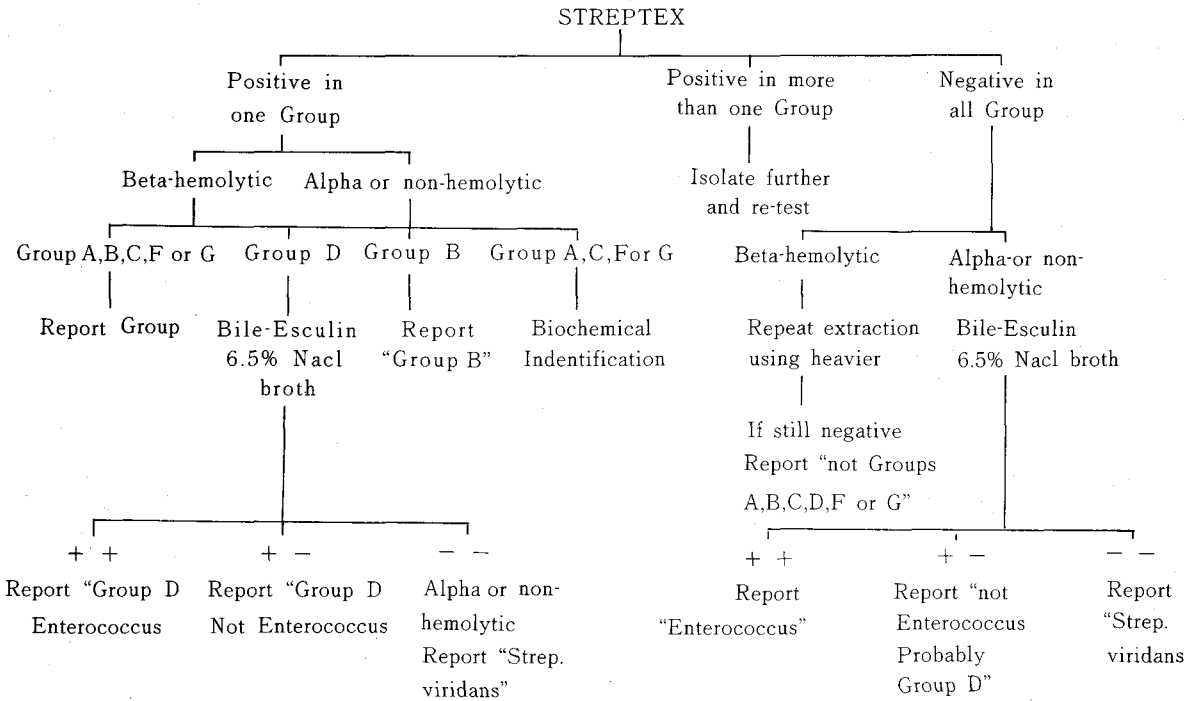 STREPTEX
Positive in
one Group
Positive in more
than one Group
Negative in
all Group
Beta-hemolytic
Alpha or non-hemolytic
Isolate further
and re-test
Group A,B,C,F or G
Group D
Group B
Group A,C,For G
Beta-hemolytic
Alpha-or non-
hemolytic
Report Group
Bile-Esculin
6.5% Nacl
broth
Report
“Group B”
Biochemical
Indentification
Repeat extraction
using heavier
Bile-Esculin
6.5% Nacl broth
If still negative
Report “not Groups
A,B,C,D,F or G”
+ +
+ −
− −
+ +
+ −
− −
Report “Group D
Enterococcus
Report “Group D
Not Enterococcus
Alpha or non-
hemolytic
Report “Strep.
viridans”
Report
“Enterococcus”
Report “not
Enterococcus
Probably
Group D”
Report
“Strep.
viridans